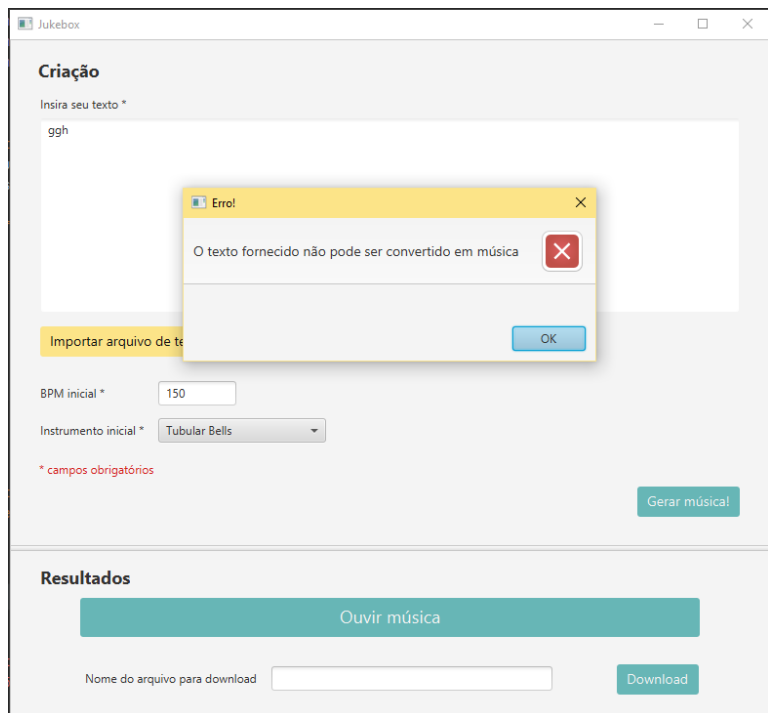 Jukebox
Criação
Insira seu texto *
ggh
Erro!
O texto fornecido não pode ser convertido em música
OK
Importar arquivo de te
BPM inicial *
150
Instrumento inicial *
Tubular Bells
* campos obrigatórios
Gerar música!
Resultados
Ouvir música
Nome do arquivo para download
Download